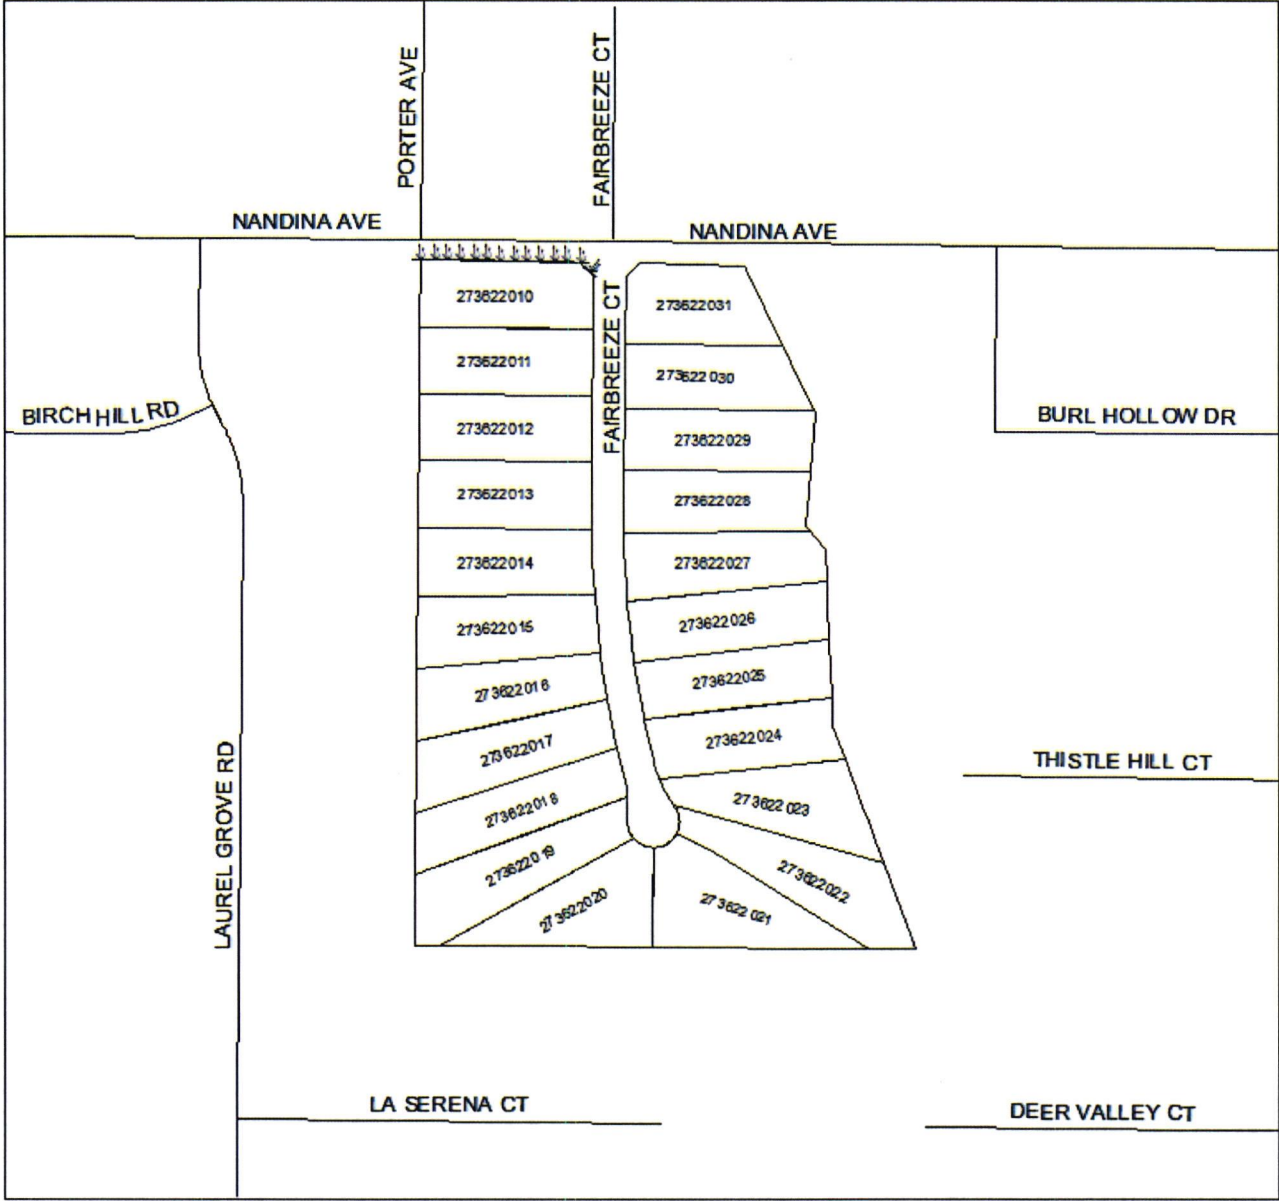 PORTER AVE
FAIRBREEZE CT
NANDINA AVE
NANDINA AVE
273622010
273622031
FAIRBREEZE CT
273622011
273622030
BIRCH HILL RD
BURL HOLLOW DR
273622012
273622029
273622013
273622028
273622014
273622027
273622015
273622026
273622016
273622025
273622017
273622024
LAUREL GROVE RD
THISTLE HILL CT
273622018
273622023
273622019
273622022
273622020
273622021
LA SERENA CT
DEER VALLEY CT